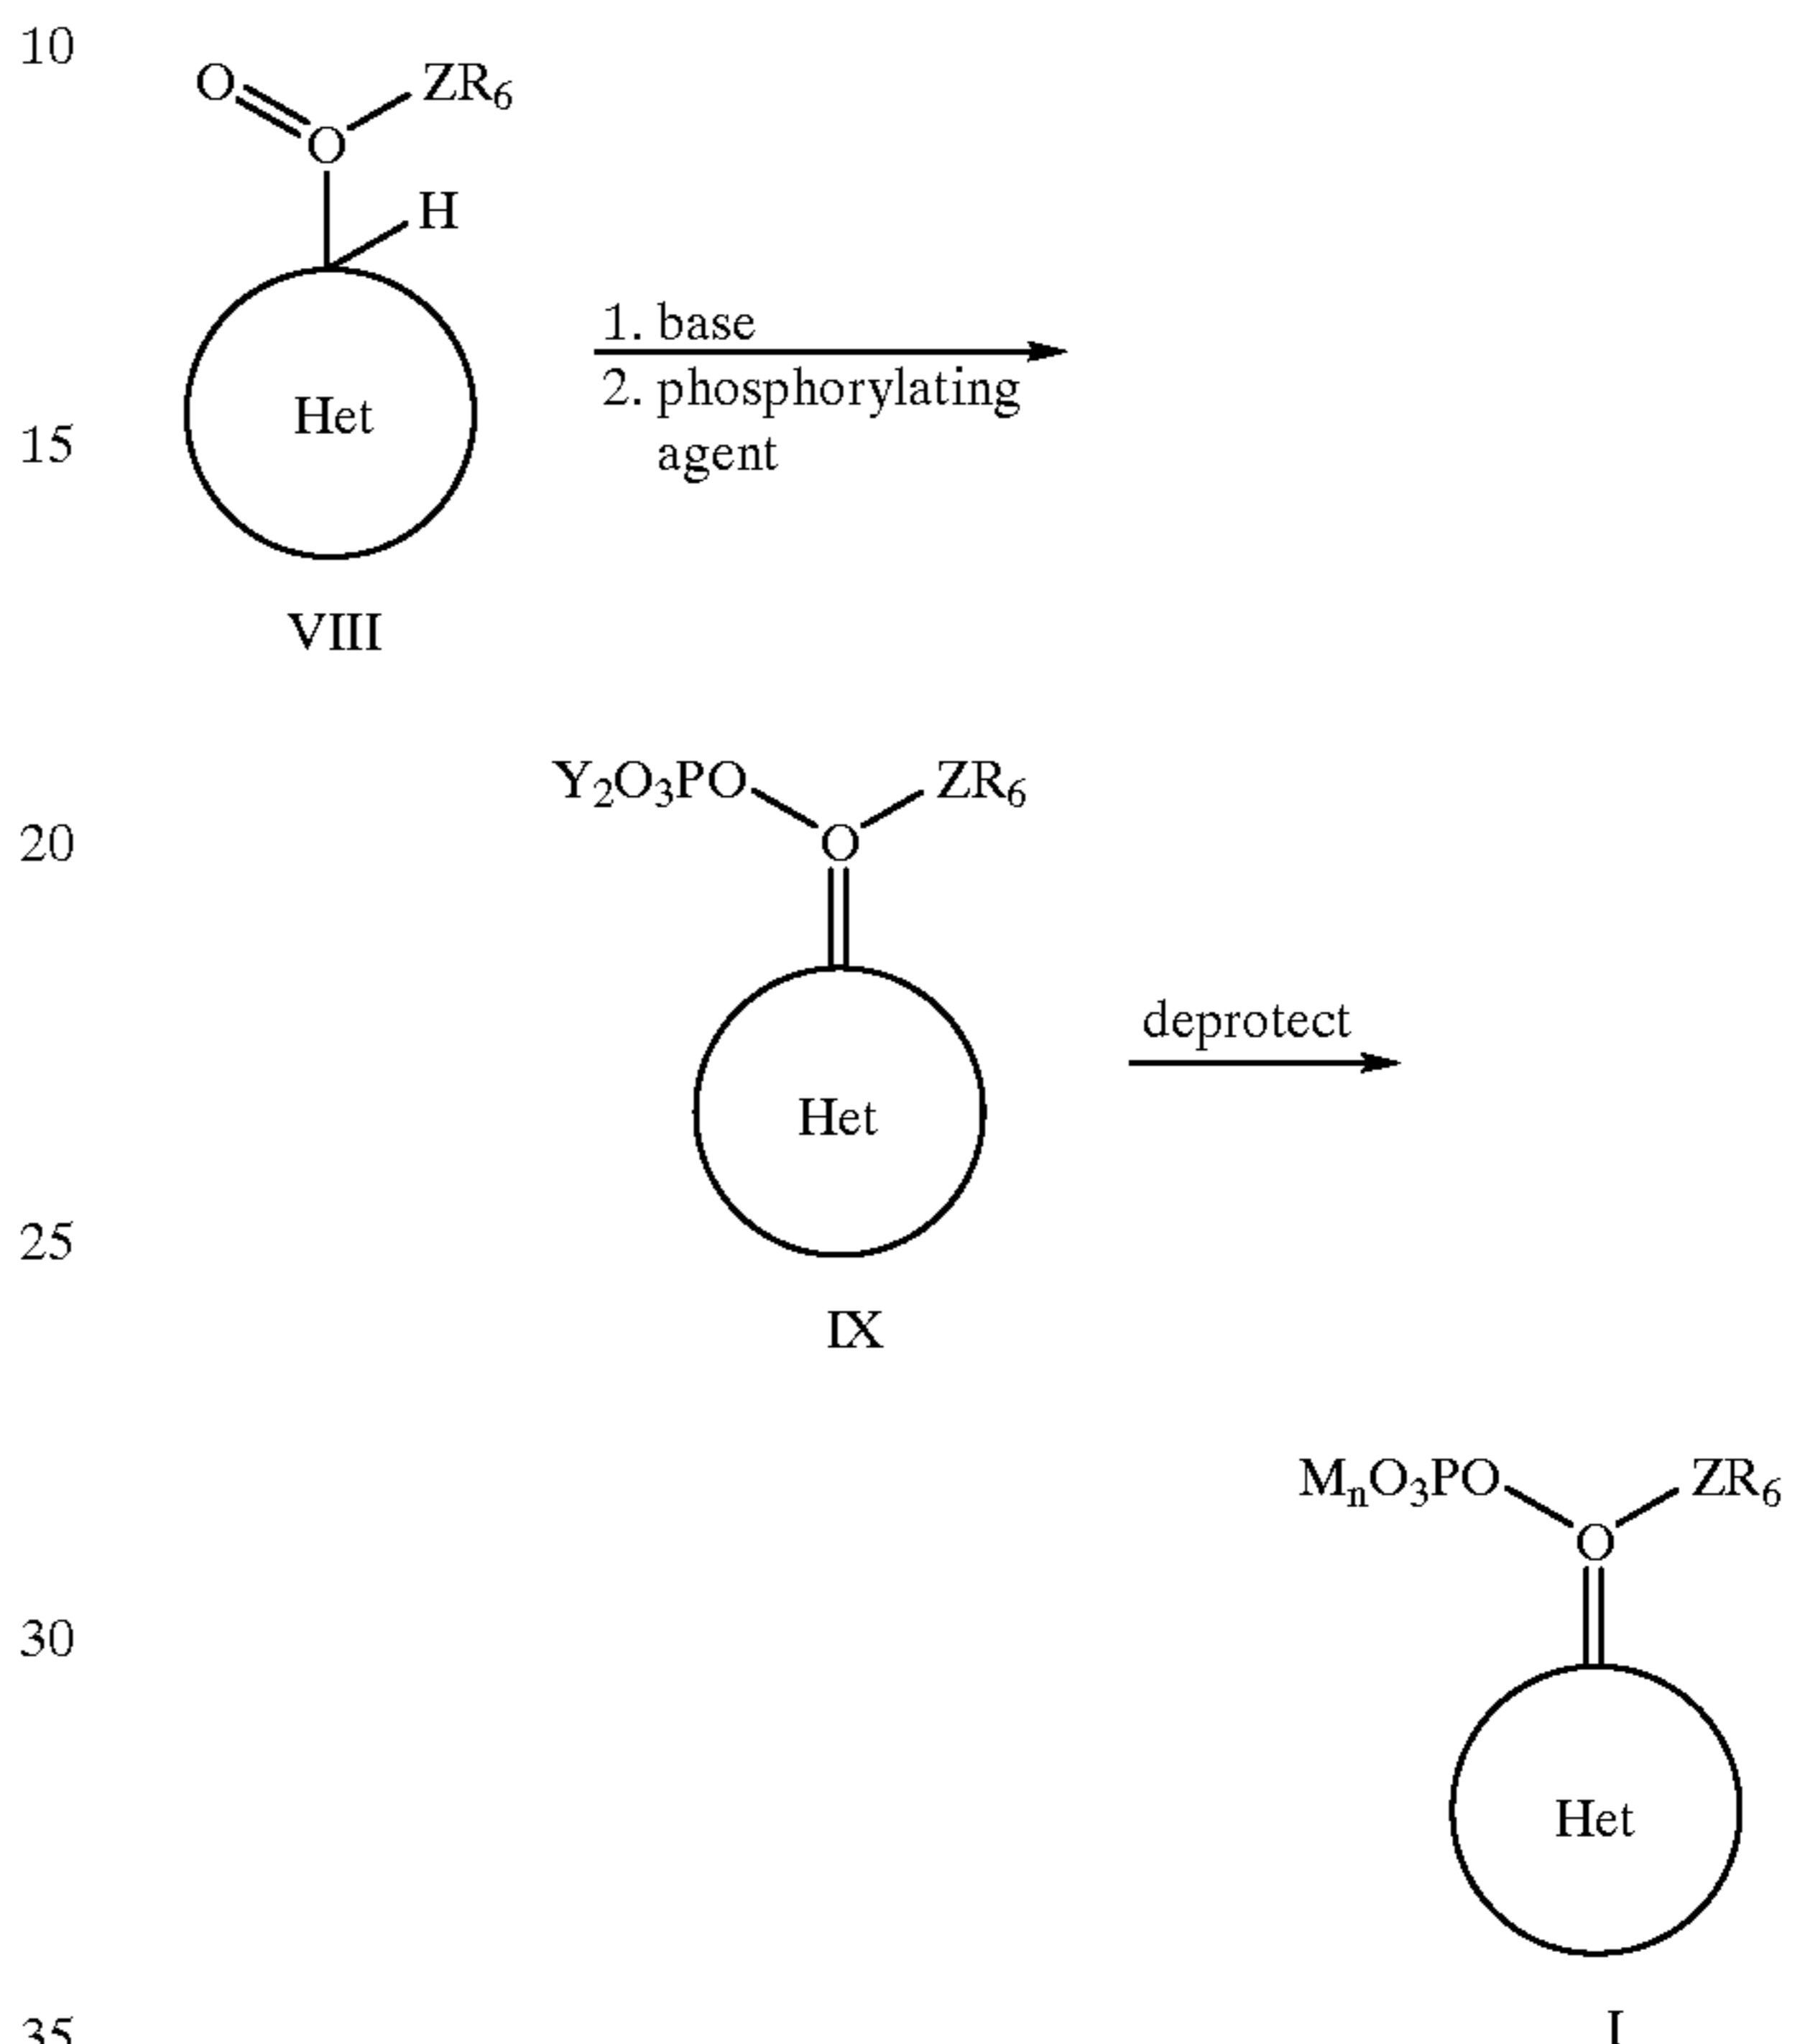 10
O ZR6
O
H
1. base
2. phosphorylating
agent
Het
15
VIII
Y2O3PO ZR6
20
O
deprotect
Het
25
IX
MnO3PO ZR6
O
30
Het
I
35